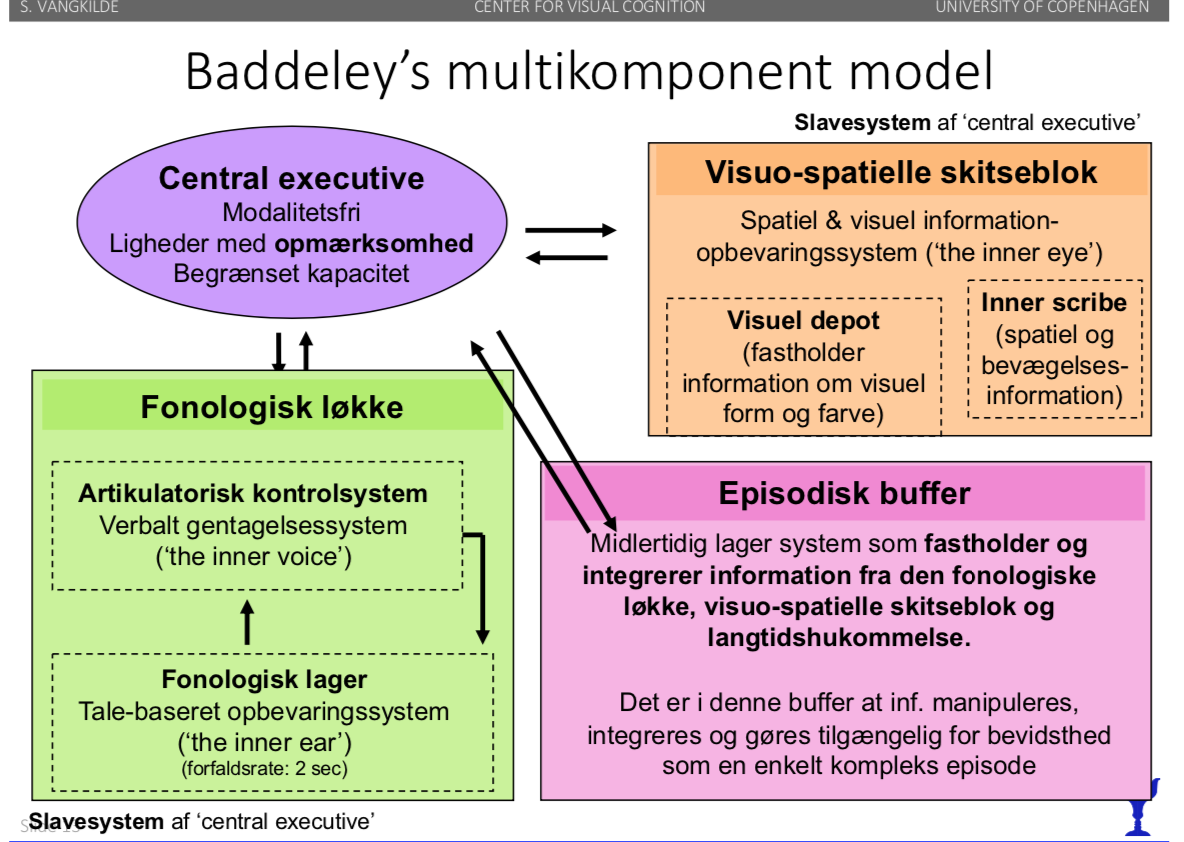 S. VANGKILDE CENTER FOR VISUAL COGNITION UNIVERSITY OF COPENHAGEN
Baddeley’s multikomponent model
Slavesystem af ‘central executive’
Central executive
Modalitetsfri
Ligheder med opmærksomhed
Begrænset kapacitet
Visuo-spatielle skitseblok
Spatiel & visuel information-
opbevaringssystem (‘the inner eye’)
Visuel depot
(fastholder
information om visuel
form og farve)
Inner scribe
(spatiel og
bevægelses-
information)
Fonologisk løkke
Artikulatorisk kontrolsystem
Verbalt gentagelsessystem
(‘the inner voice’)
Fonologisk lager
Tale-baseret opbevaringssystem
(‘the inner ear’)
(forfaldsrate: 2 sec)
Episodisk buffer
Midlertidig lager system som fastholder og
integrerer information fra den fonologiske
løkke, visuo-spatielle skitseblok og
langtidshukommelse.
Det er i denne buffer at inf. manipuleres,
integreres og gøres tilgængelig for bevidsthed
som en enkelt kompleks episode
Slavesystem af ‘central executive’